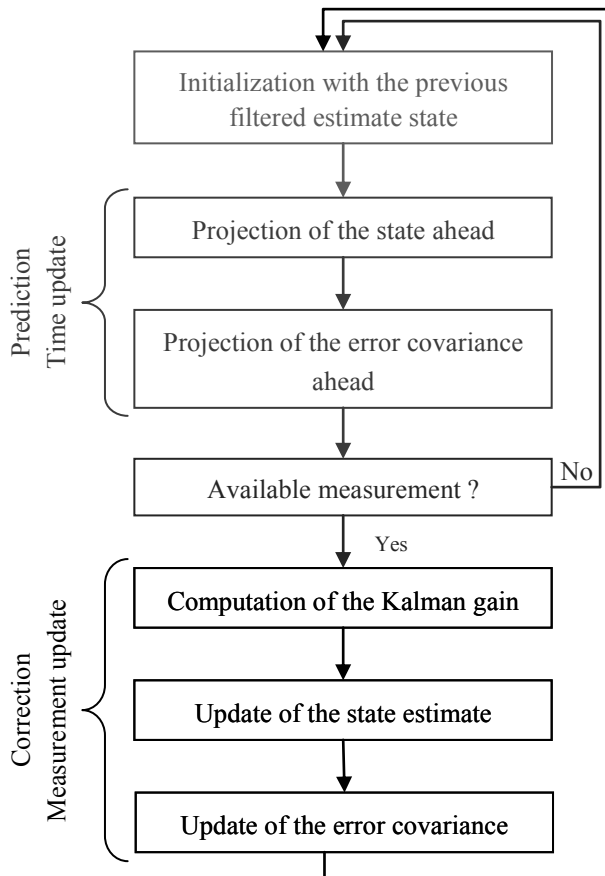 Initialization with the previous
filtered estimate state
Prediction
Time update
Projection of the state ahead
Projection of the error covariance
ahead
Available measurement ?
No
Yes
Correction
Measurement update
Computation of the Kalman gain
Update of the state estimate
Update of the error covariance